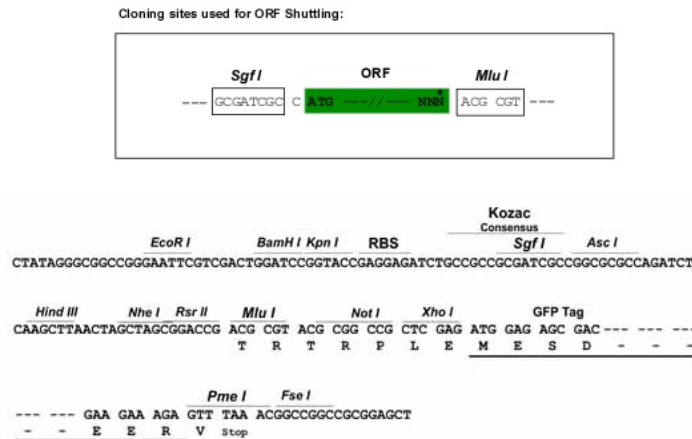 Cloning sites used for ORF Shuttling:
Sgf I ORF Mlu I
--- GCGATCGC C ATG ---//--- NNN* ACG CGT ---
Kozac
Consensus
EcoR I BamH I Kpn I RBS Sgf I Asc I
CTATAGGGCGGCCGGGAATTCGTCGACTGGATCCGGTACCGAGGAGATCTGCCGCCGCGATCGCCGGCGCGCCAGATCT
Hind III Nhe I Rsr II Mlu I Not I Xho I GFP Tag
CAAGCTTAACTAGCTAGCGGACCG ACG CGT ACG CGG CCG CTC GAG ATG GAG AGC GAC --- --- ---
T R T R P L E M E S D - - -
Pme I Fse I
--- --- GAA GAA AGA GTT TAA ACGGCCGGCCGCGGAGCT
- - E E R V Stop